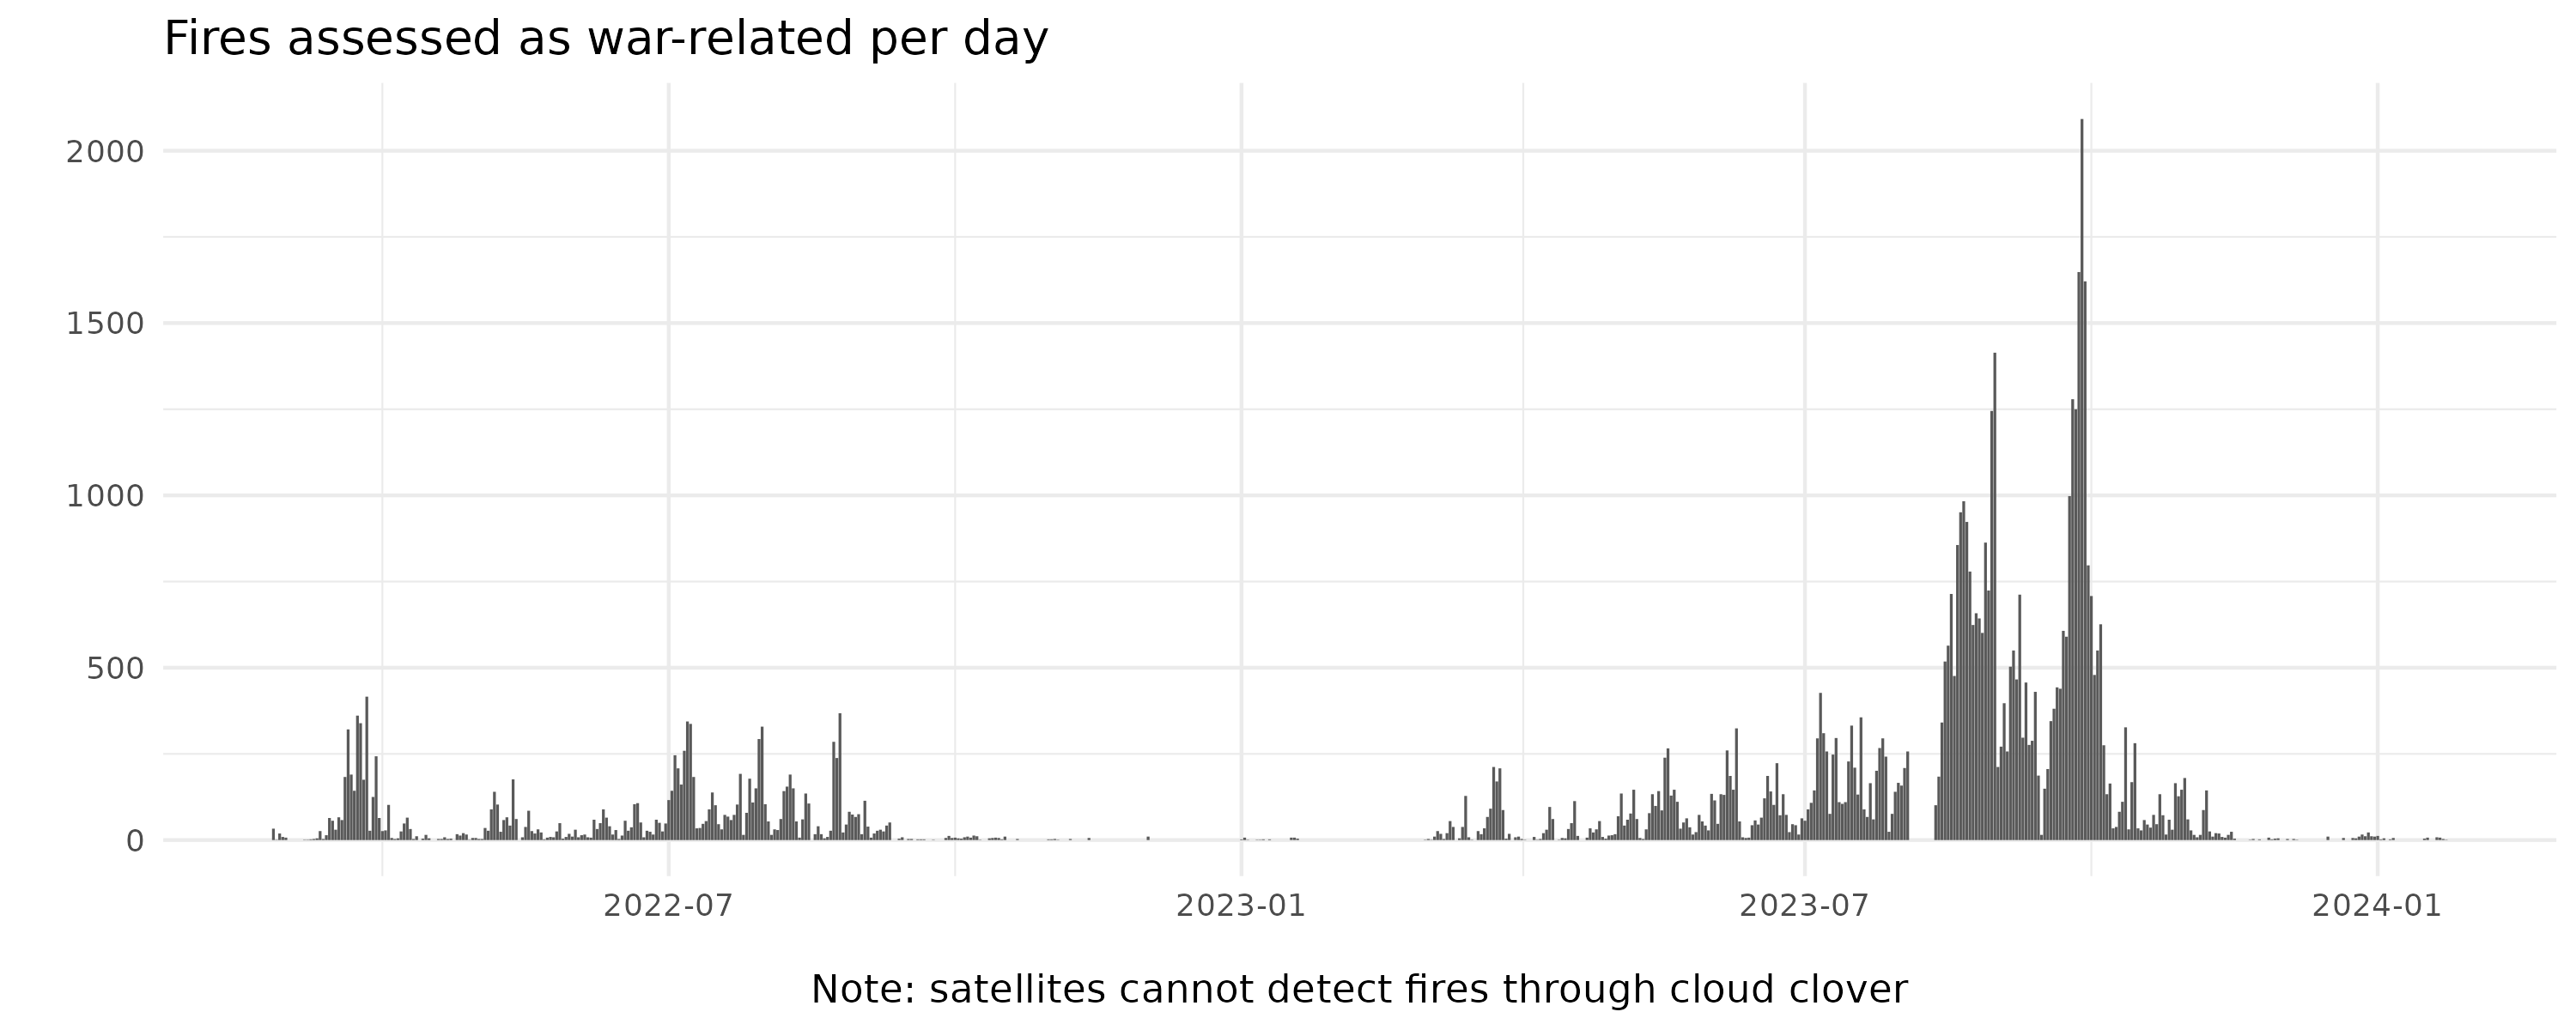 Fires assessed as war-related per day
2000
1500
1000
500
0
2022-07 2023-01 2023-07 2024-01
Note: satellites cannot detect fires through cloud clover